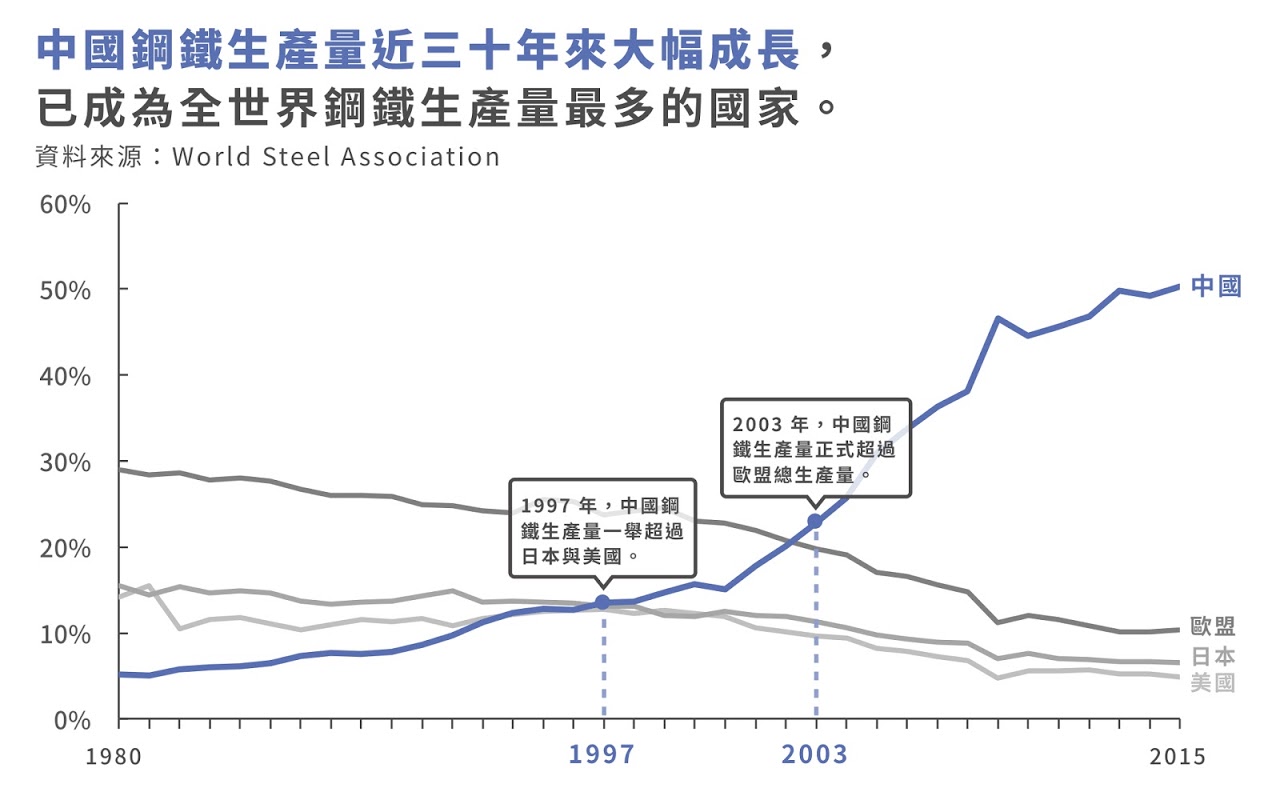 中國鋼鐵生產量近三十年來大幅成長，
已成為全世界鋼鐵生產量最多的國家。
資料來源：World Steel Association
60%
50%
40%
30%
20%
10%
0%
中國
2003 年，中國鋼
鐵生產量正式超過
歐盟總生產量。
1997 年，中國鋼
鐵生產量一舉超過
日本與美國。
歐盟
日本
美國
1980
1997
2003
2015